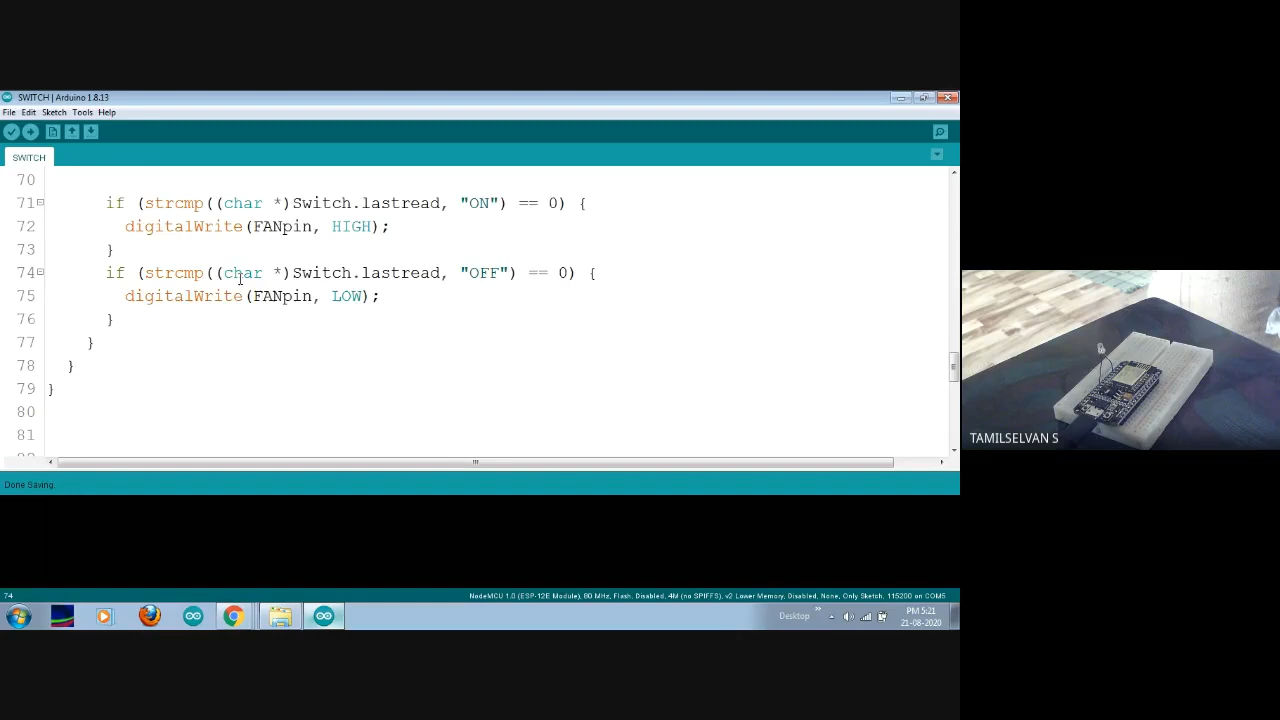 SWITCH | Arduino 1.8.13
File Edit Sketch Tools Help
SWITCH
70
71 if (strcmp((char *)Switch.lastread, "ON") == 0) {
72 digitalWrite(FANpin, HIGH);
73 }
74 if (strcmp((char *)Switch.lastread, "OFF") == 0) {
75 digitalWrite(FANpin, LOW);
76 }
77 }
78 }
79 }
80
81
Done Saving.
74 NodeMCU 1.0 (ESP-12E Module), 80 MHz, Flash, Disabled, 4M (no SPIFFS), v2 Lower Memory, Disabled, None, Only Sketch, 115200 on COM5
Desktop
PM 5:21
21-08-2020
TAMILSELVAN S